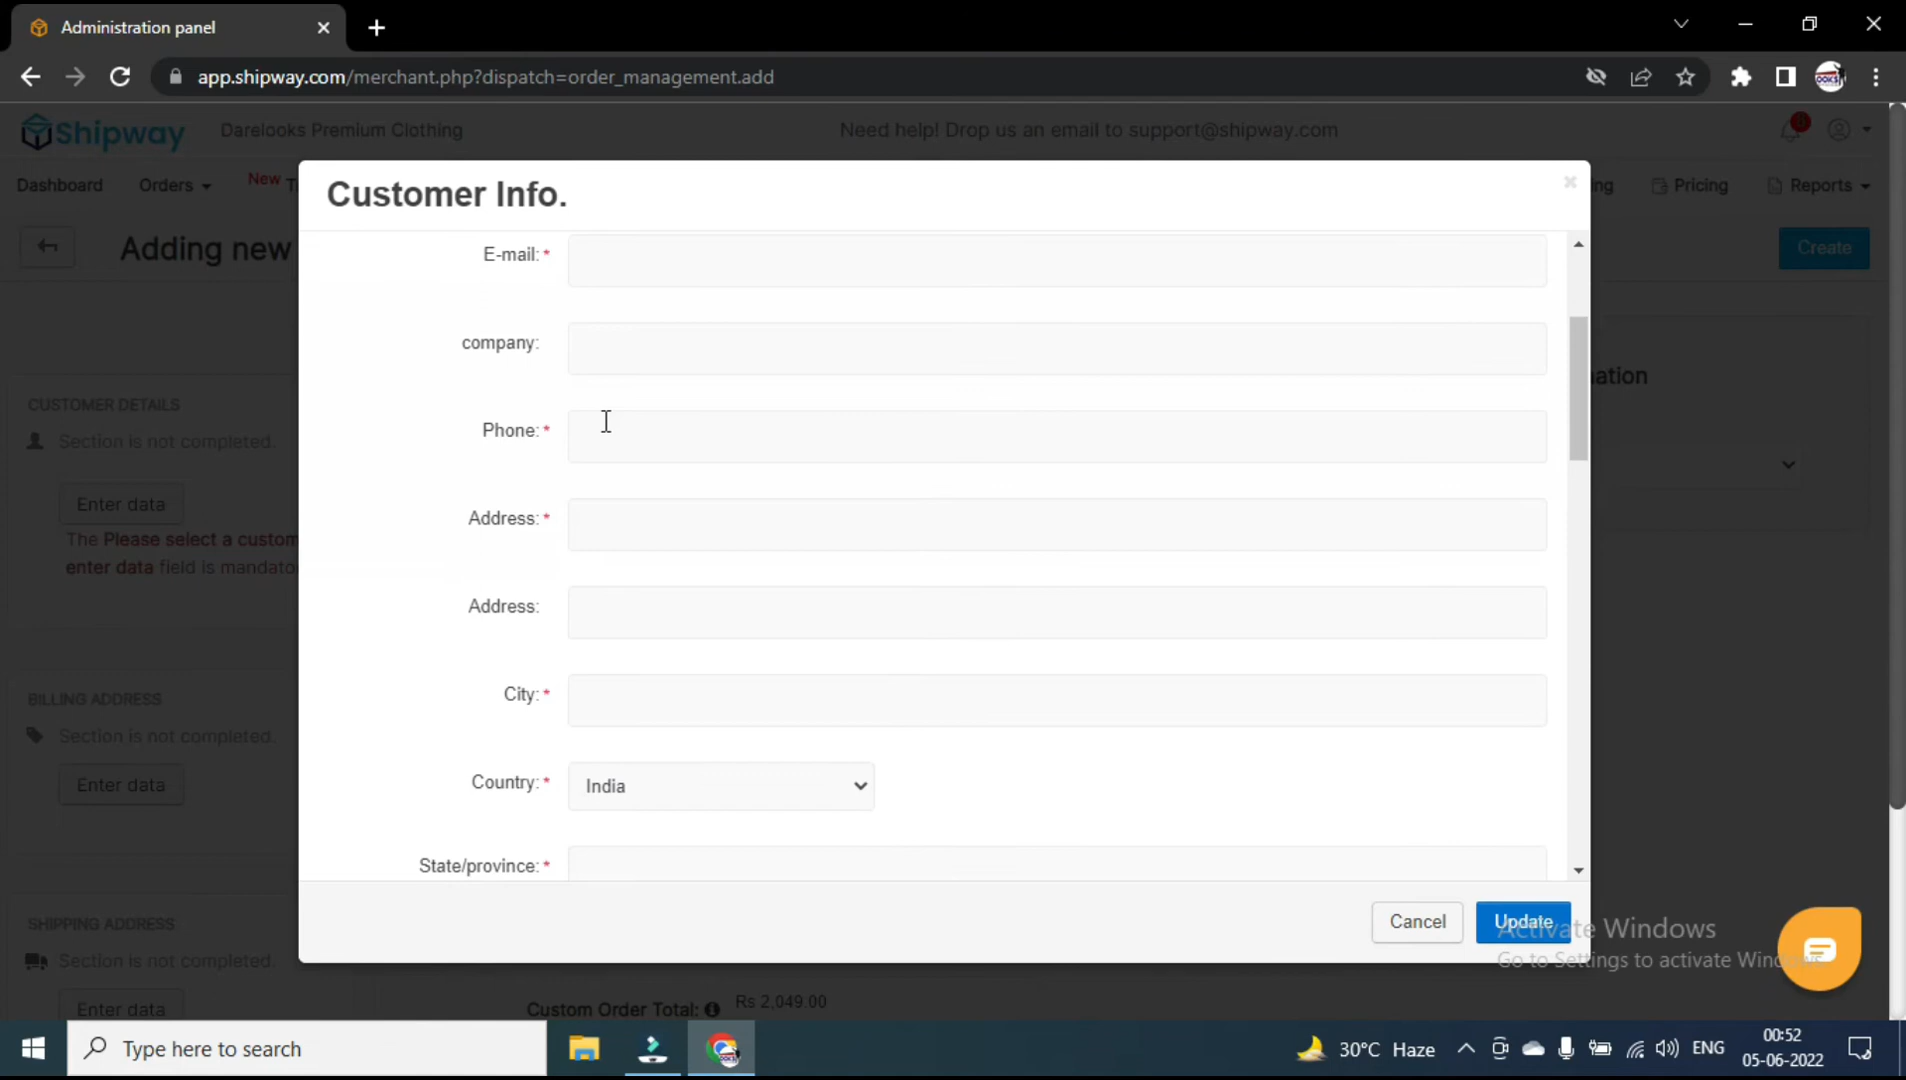 Administration panel
app.shipway.com/merchant.php?dispatch=order_management.add
Shipway
Darelooks Premium Clothing
Need help! Drop us an email to support@shipway.com
Dashboard
Orders
New
Pricing
Reports
Adding new
Create
Customer Info.
E-mail:*
company:
Phone:*
Address:*
Address:
City:*
Country:*
India
State/province:*
Cancel
Update
CUSTOMER DETAILS
Section is not completed.
Enter data
The Please select a custom
enter data field is mandato
BILLING ADDRESS
Section is not completed.
Enter data
SHIPPING ADDRESS
Section is not completed.
Enter data
Custom Order Total:
Rs 2,049.00
Activate Windows
Go to Settings to activate Windows.
Type here to search
30°C Haze
ENG
00:52
05-06-2022